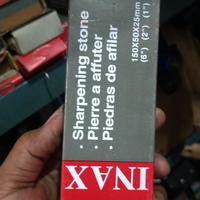 • Sharpening stone
• Pierre a affuter
• Piedras de afilar
150X50X25mm
(6") (2") (1")
INAX